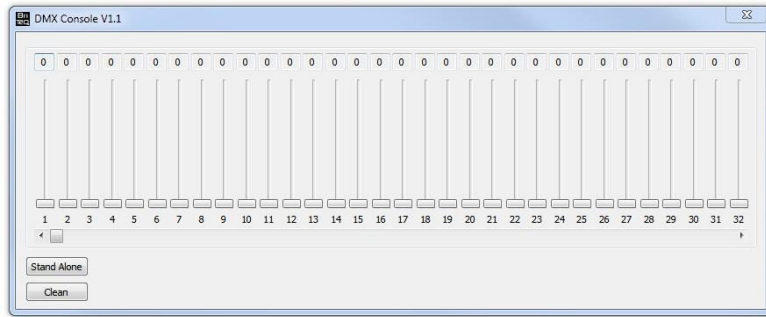 Bn
TEQ
DMX Console V1.1
0 0 0 0 0 0 0 0 0 0 0 0 0 0 0 0 0 0 0 0 0 0 0 0 0 0 0 0 0 0 0 0
1 2 3 4 5 6 7 8 9 10 11 12 13 14 15 16 17 18 19 20 21 22 23 24 25 26 27 28 29 30 31 32
Stand Alone
Clean